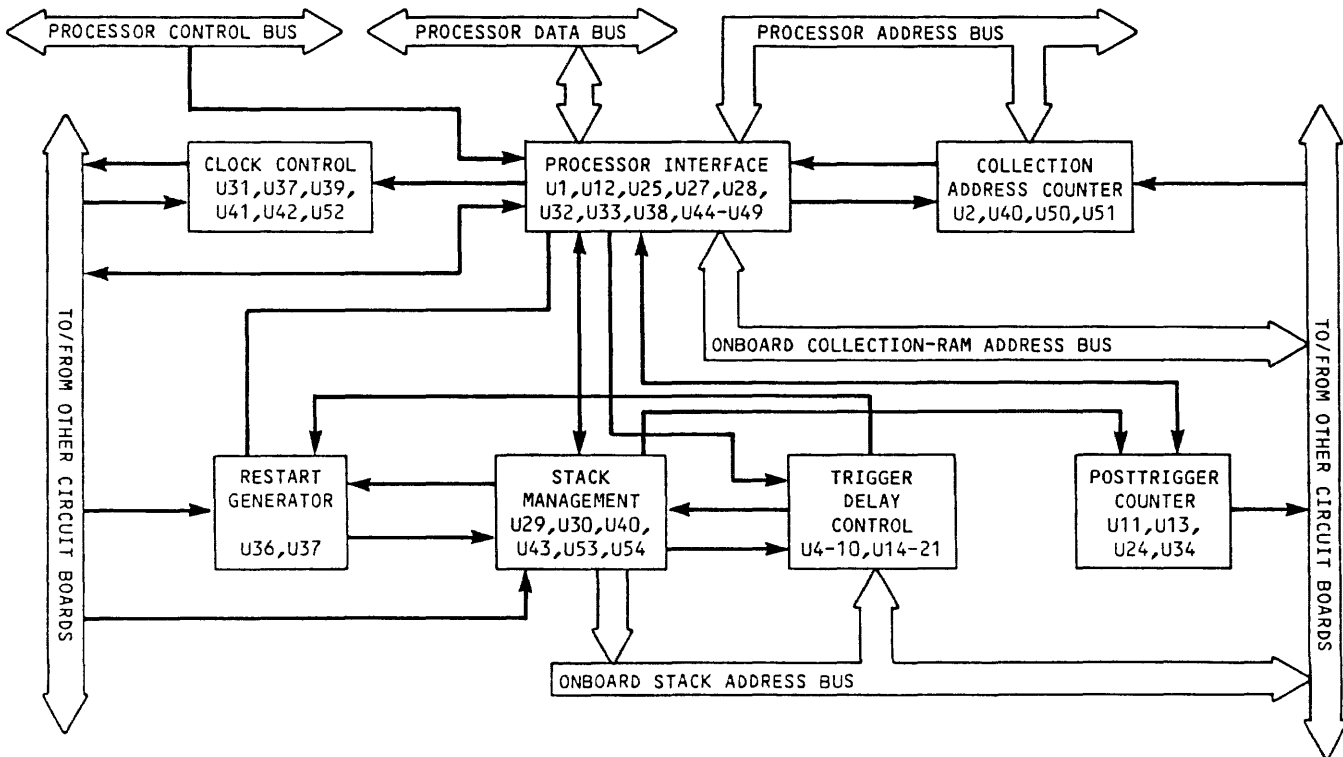 PROCESSOR CONTROL BUS
PROCESSOR DATA BUS
PROCESSOR ADDRESS BUS
CLOCK CONTROL
U31,U37,U39,
U41,U42,U52
PROCESSOR INTERFACE
U1,U12,U25,U27,U28,
U32,U33,U38,U44-U49
COLLECTION
ADDRESS COUNTER
U2,U40,U50,U51
TO/FROM OTHER CIRCUIT BOARDS
TO/FROM OTHER CIRCUIT BOARDS
ONBOARD COLLECTION-RAM ADDRESS BUS
RESTART
GENERATOR
U36,U37
STACK
MANAGEMENT
U29,U30,U40,
U43,U53,U54
TRIGGER
DELAY
CONTROL
U4-10,U14-21
POSTTRIGGER
COUNTER
U11,U13,
U24,U34
ONBOARD STACK ADDRESS BUS